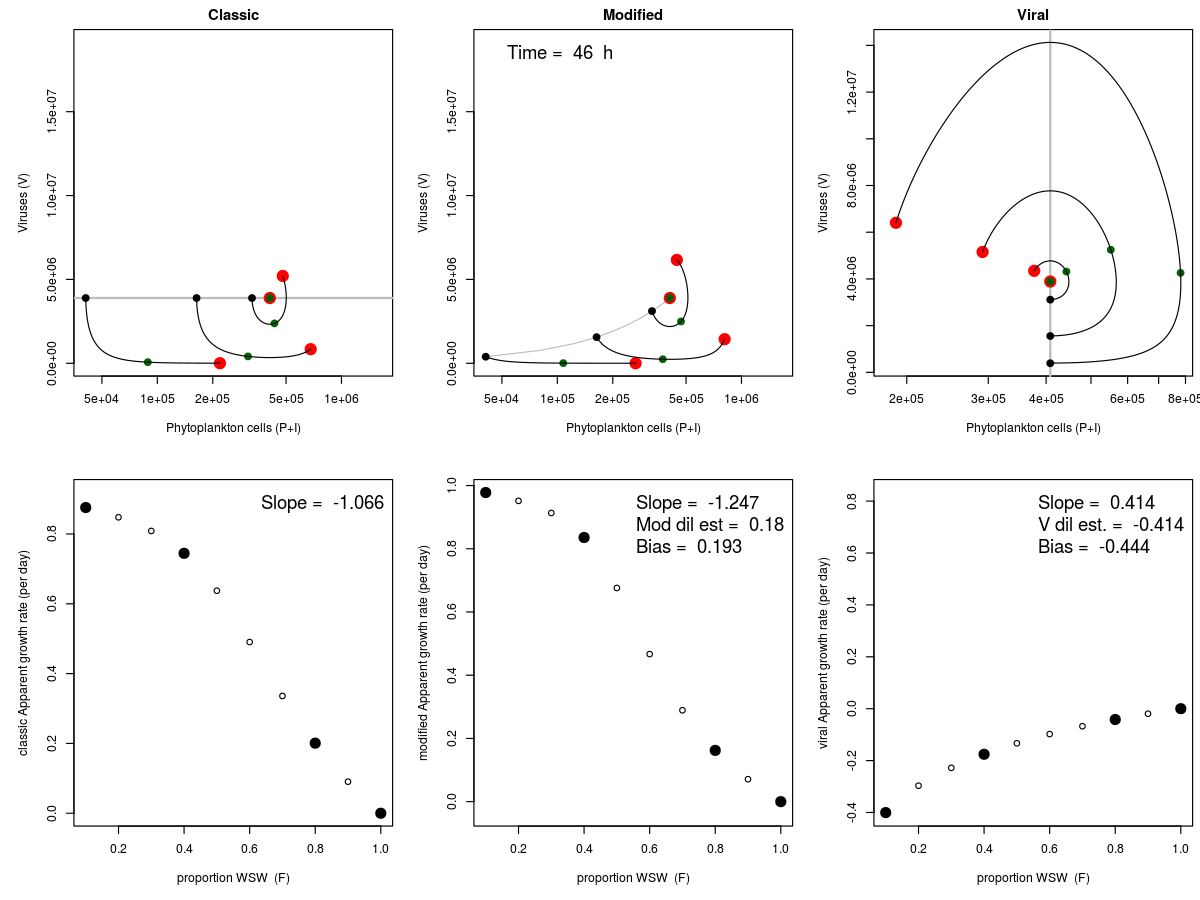 Classic
Modified
Viral
Time = 46 h
Viruses (V)
0.0e+00
5.0e+06
1.0e+07
1.5e+07
5e+04
1e+05
2e+05
5e+05
1e+06
Phytoplankton cells (P+I)
Viruses (V)
0.0e+00
5.0e+06
1.0e+07
1.5e+07
5e+04
1e+05
2e+05
5e+05
1e+06
Phytoplankton cells (P+I)
Viruses (V)
0.0e+00
4.0e+06
8.0e+06
1.2e+07
2e+05
3e+05
4e+05
6e+05
8e+05
Phytoplankton cells (P+I)
Slope = -1.066
classic Apparent growth rate (per day)
0.0
0.2
0.4
0.6
0.8
0.2
0.4
0.6
0.8
1.0
proportion WSW (F)
Slope = -1.247
Mod dil est = 0.18
Bias = 0.193
modified Apparent growth rate (per day)
0.0
0.2
0.4
0.6
0.8
1.0
0.2
0.4
0.6
0.8
1.0
proportion WSW (F)
Slope = 0.414
V dil est. = -0.414
Bias = -0.444
viral Apparent growth rate (per day)
-0.4
-0.2
0.0
0.2
0.4
0.6
0.8
0.2
0.4
0.6
0.8
1.0
proportion WSW (F)